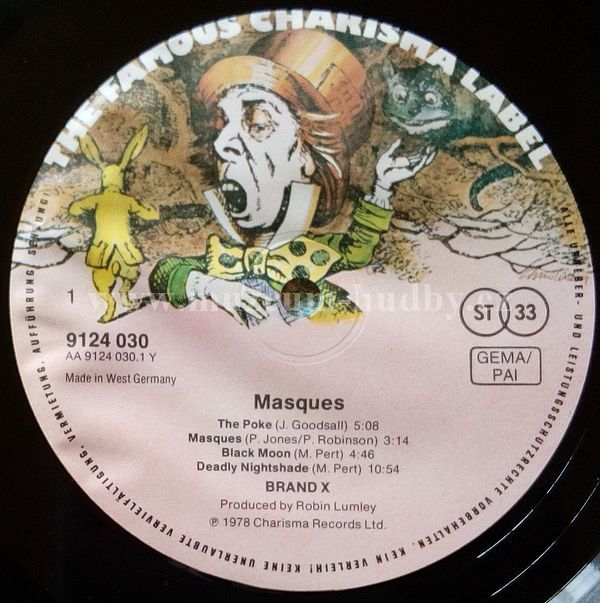 THE FAMOUS CHARISMA LABEL
1
9124 030
AA 9124 030.1 Y
Made in West Germany
ST 33
GEMA/
PAI
Masques
The Poke (J. Goodsall) 5:08
Masques (P. Jones/P. Robinson) 3:14
Black Moon (M. Pert) 4:46
Deadly Nightshade (M. Pert) 10:54
BRAND X
Produced by Robin Lumley
℗ 1978 Charisma Records Ltd.
ALLE URHEBER- UND LEISTUNGSSCHUTZRECHTE VORBEHALTEN. KEIN VERLEIH! KEINE UNERLAUBTE VERVIELFÄLTIGUNG, VERMIETUNG, AUFFÜHRUNG, SENDUNG!